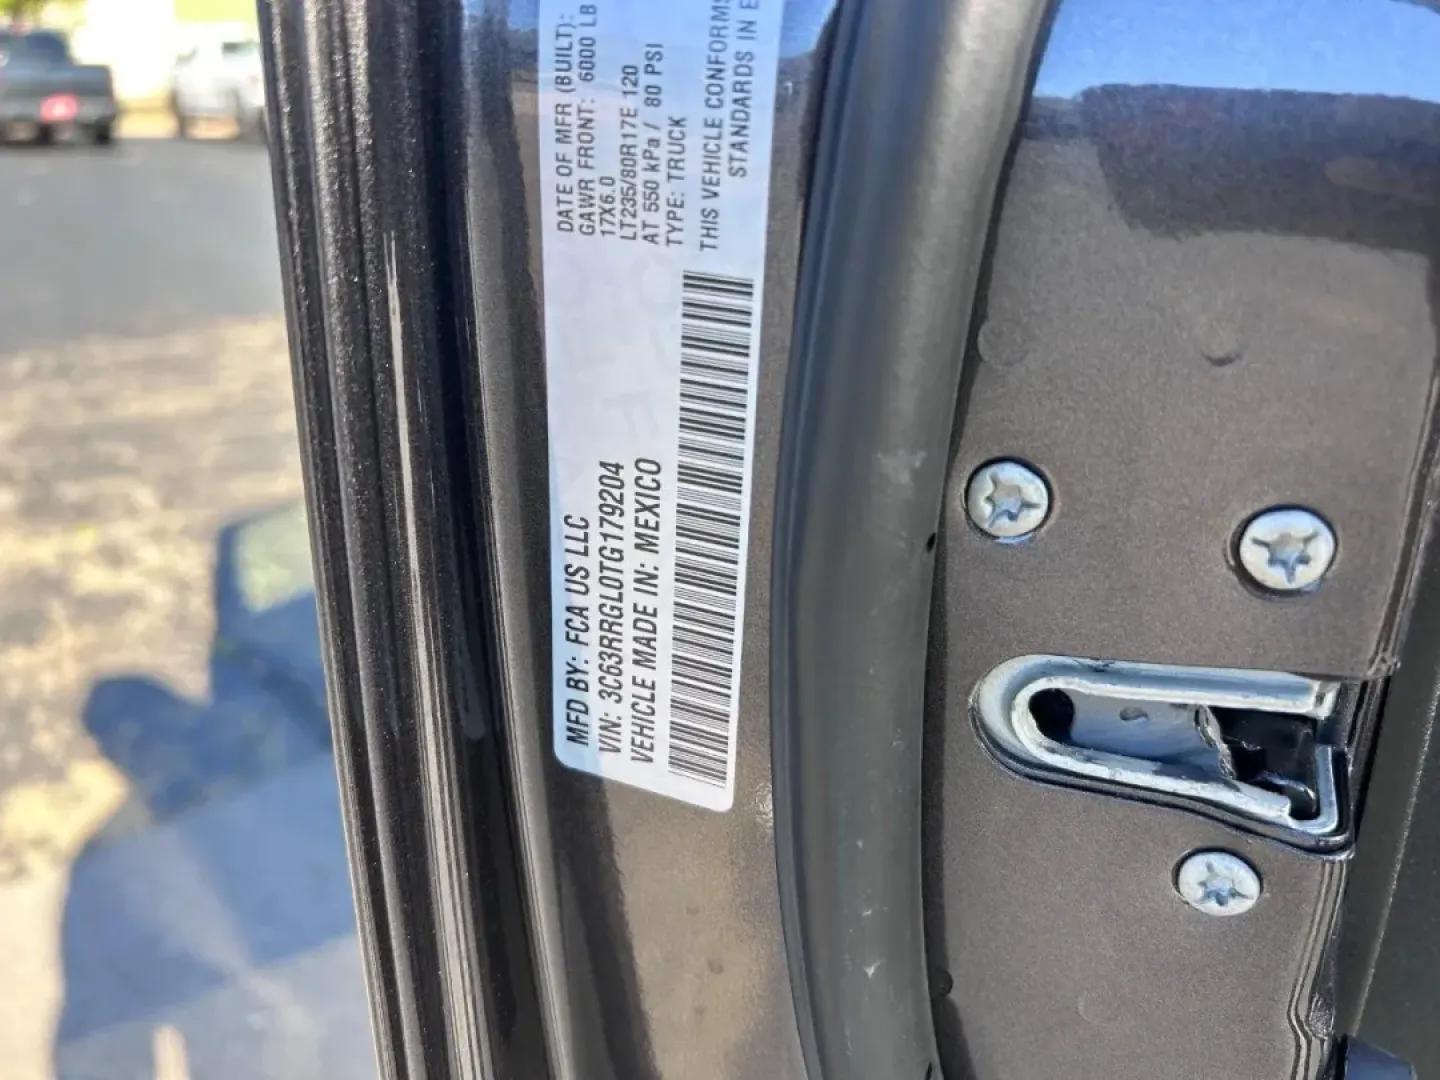 MFD BY: FCA US LLC
VIN: 3C63RRGL0TG179204
VEHICLE MADE IN: MEXICO
DATE OF MFR (BUILT):
GAWR FRONT: 6000 LB
17X6.0
LT235/80R17E 120
AT 550 kPa / 80 PSI
TYPE: TRUCK
THIS VEHICLE CONFORMS
STANDARDS IN E